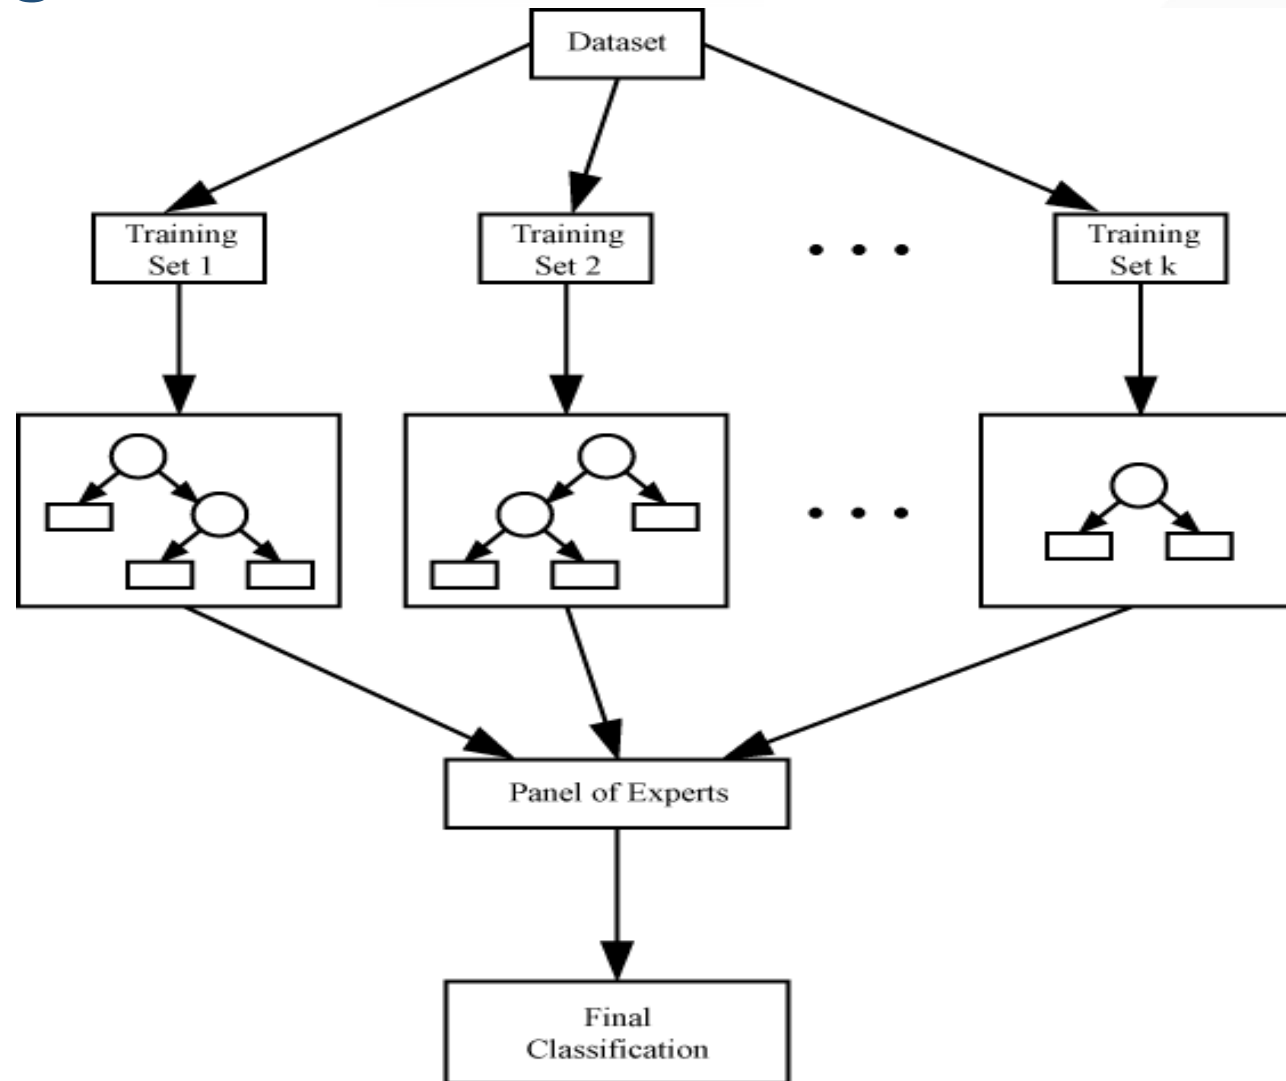 Dataset
Training
Set 1
Training
Set 2
Training
Set k
Panel of Experts
Final
Classification